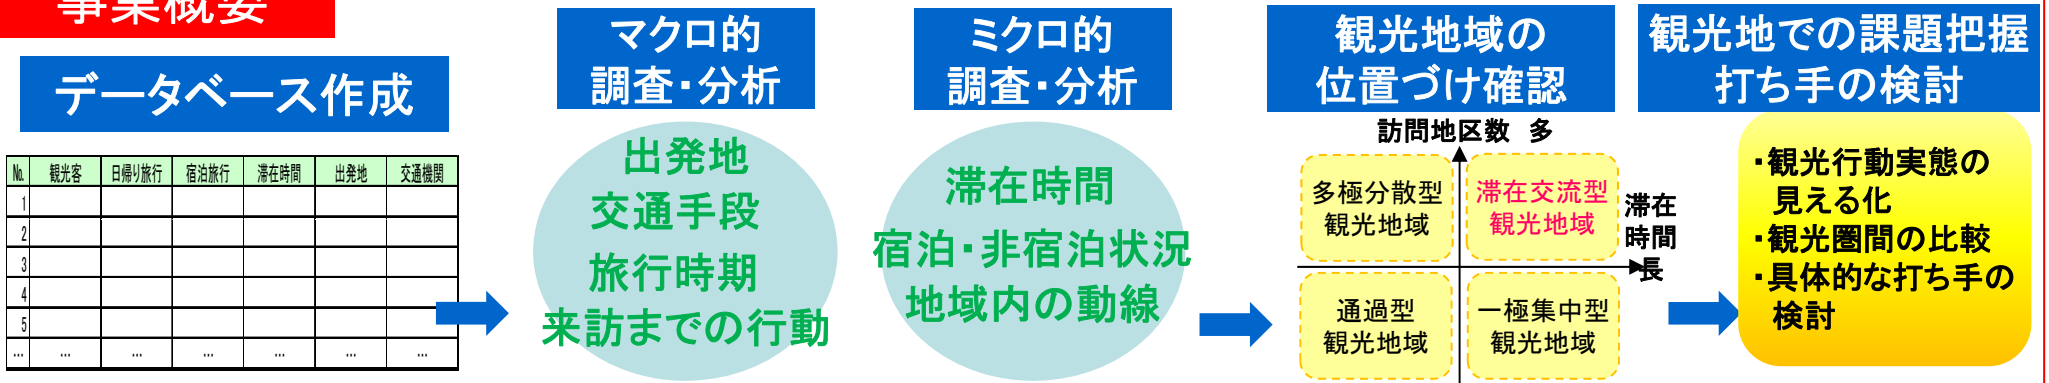 事業概要
データベース作成
No. 観光客 日帰り旅行 宿泊旅行 滞在時間 出発地 交通機関
1
2
3
4
5
… … … … … … …
マクロ的
調査・分析
出発地
交通手段
旅行時期
来訪までの行動
ミクロ的
調査・分析
滞在時間
宿泊・非宿泊状況
地域内の動線
観光地域の
位置づけ確認
訪問地区数 多
多極分散型
観光地域
滞在交流型
観光地域
滞在
時間
長
通過型
観光地域
一極集中型
観光地域
観光地での課題把握
打ち手の検討
・観光行動実態の
見える化
・観光圏間の比較
・具体的な打ち手の
検討